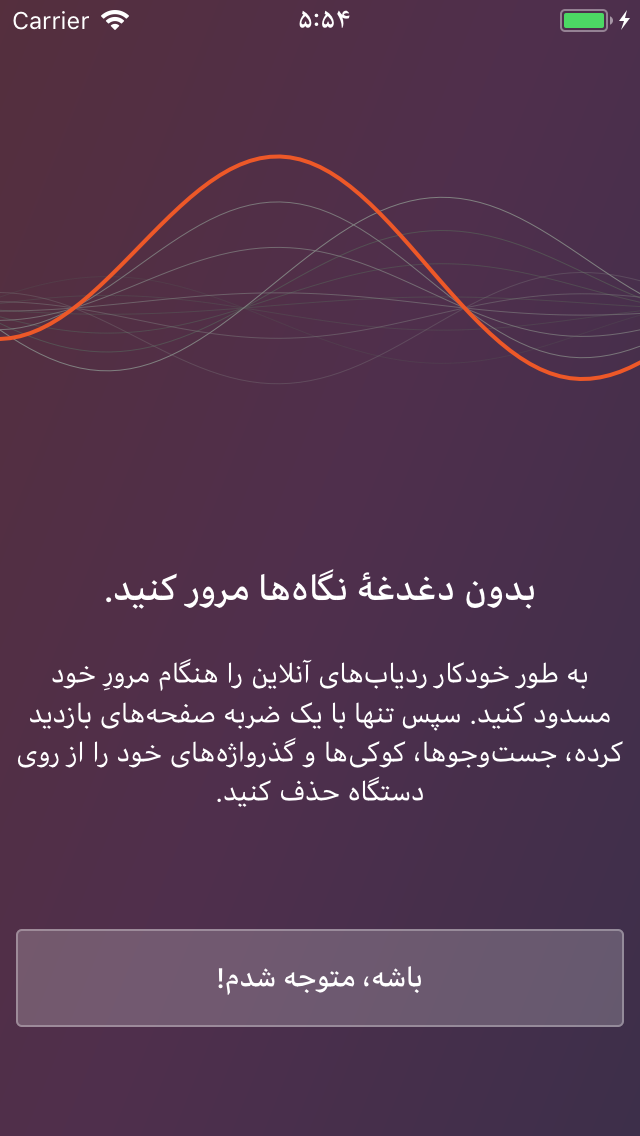 Carrier ۵:۵۴
بدون دغدغهٔ نگاه‌ها مرور کنید.
به طور خودکار ردیاب‌های آنلاین را هنگام مرورِ خود
مسدود کنید. سپس تنها با یک ضربه صفحه‌های بازدید
کرده، جست‌وجوها، کوکی‌ها و گذرواژه‌های خود را از روی
دستگاه حذف کنید.
باشه، متوجه شدم!